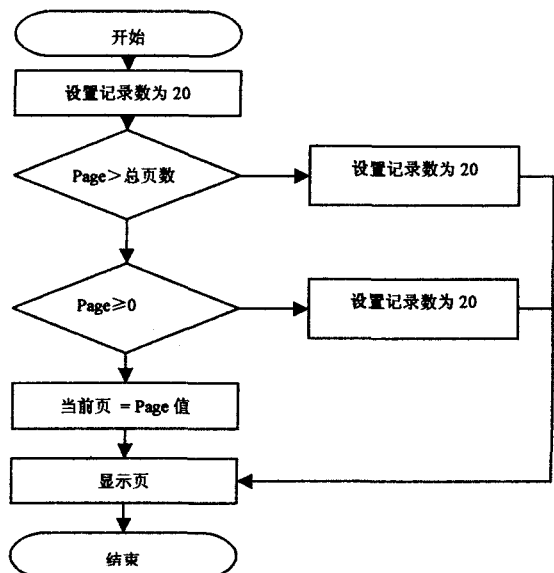 开始
设置记录数为 20
Page＞总页数
设置记录数为 20
Page≥0
设置记录数为 20
当前页 = Page 值
显示页
结束